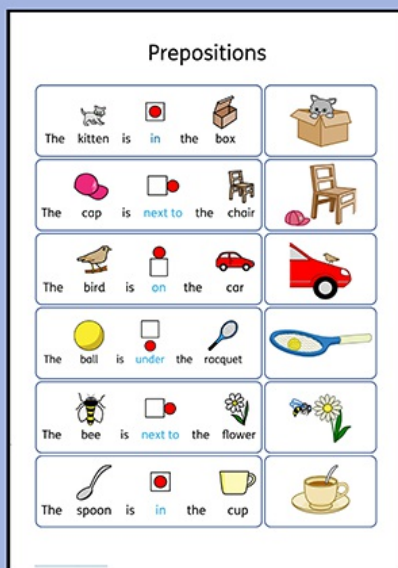 Prepositions
The kitten is in the box
The cap is next to the chair
The bird is on the car
The ball is under the racquet
The bee is next to the flower
The spoon is in the cup